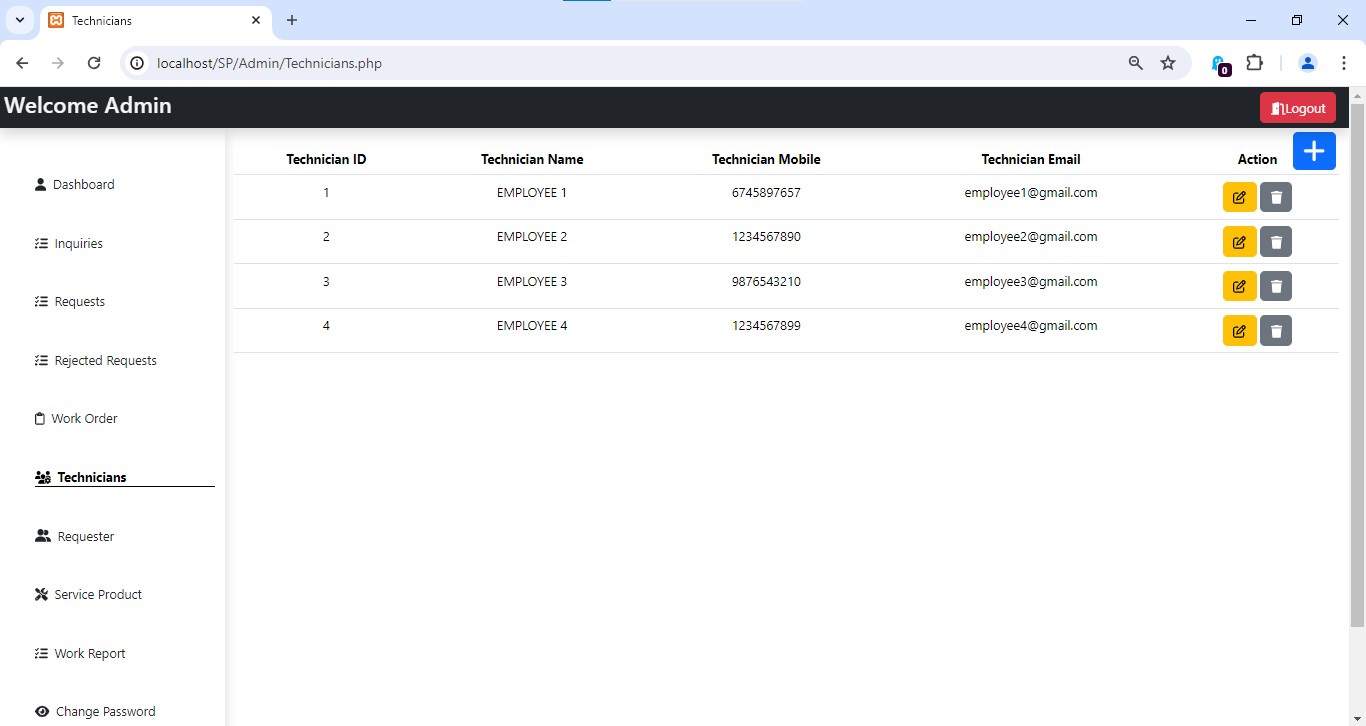 Technicians
localhost/SP/Admin/Technicians.php
0
Welcome Admin
Logout
Dashboard
Inquiries
Requests
Rejected Requests
Work Order
Technicians
Requester
Service Product
Work Report
Change Password
Technician ID Technician Name Technician Mobile Technician Email Action
1 EMPLOYEE 1 6745897657 employee1@gmail.com
2 EMPLOYEE 2 1234567890 employee2@gmail.com
3 EMPLOYEE 3 9876543210 employee3@gmail.com
4 EMPLOYEE 4 1234567899 employee4@gmail.com